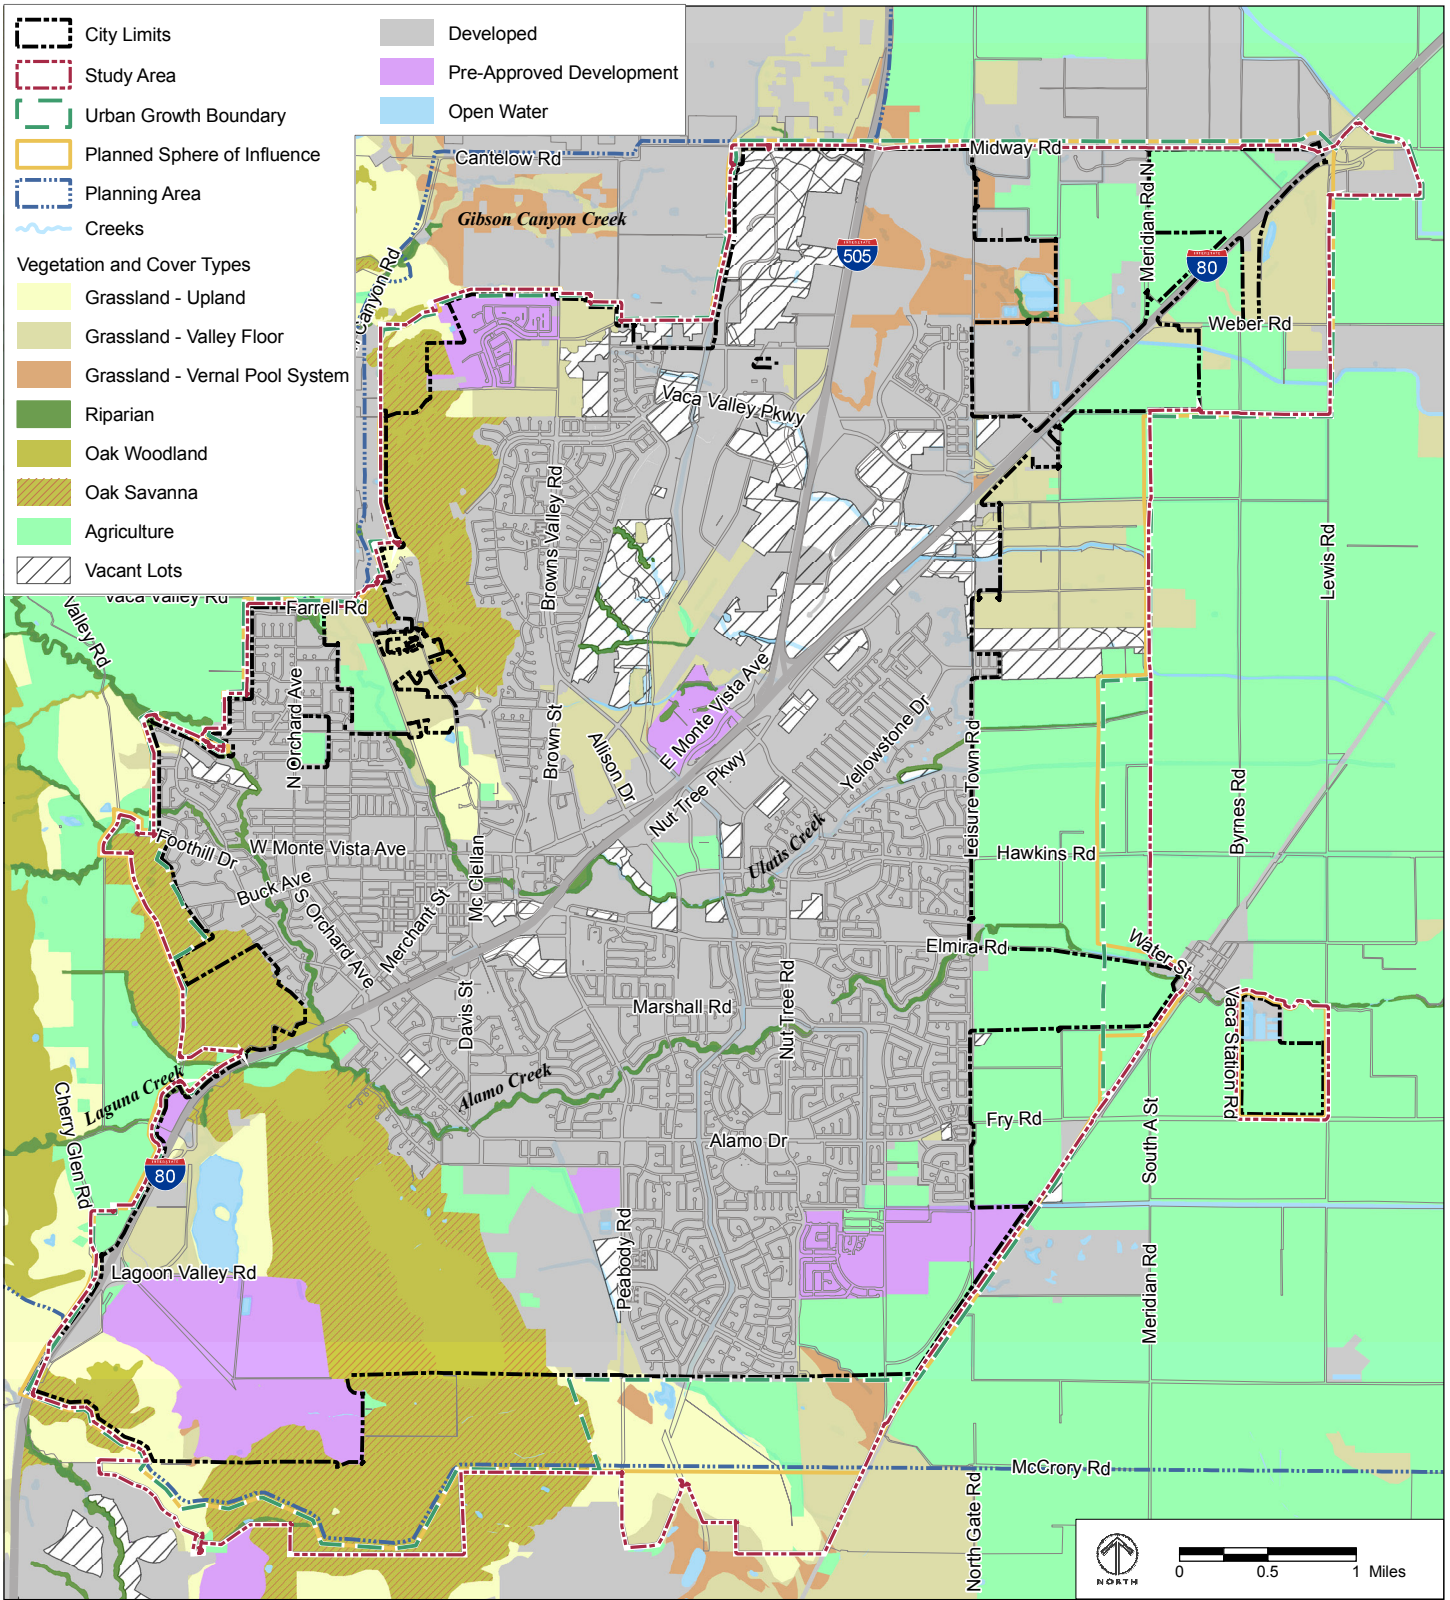 City Limits
Study Area
Urban Growth Boundary
Planned Sphere of Influence
Planning Area
Creeks
Vegetation and Cover Types
Grassland - Upland
Grassland - Valley Floor
Grassland - Vernal Pool System
Riparian
Oak Woodland
Oak Savanna
Agriculture
Vacant Lots
Developed
Pre-Approved Development
Open Water
Cantelow Rd
Midway Rd
Gibson Canyon Creek
Canyon Rd
505
Meridian Rd N
80
Weber Rd
Vaca Valley Pkwy
Browns Valley Rd
Lewis Rd
Vaca Valley Rd
Farrell Rd
Valley Rd
N Orchard Ave
Brown St
Allison Dr
E Monte Vista Ave
Nut Tree Pkwy
Yellowstone Dr
Leisure Town Rd
Byrnes Rd
Foothill Dr
W Monte Vista Ave
Buck Ave
S Orchard Ave
Merchant St
Mc Clellan
Ulatis Creek
Hawkins Rd
Elmira Rd
Water St
Davis St
Marshall Rd
Nut Tree Rd
Vaca Station Rd
Laguna Creek
Cherry Glen Rd
Alamo Creek
Alamo Dr
Fry Rd
South A St
80
Lagoon Valley Rd
Peabody Rd
Meridian Rd
McCrory Rd
North Gate Rd
NORTH
0 0.5 1 Miles